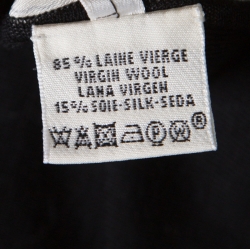 85% LAINE VIERGE
VIRGIN WOOL
LANA VIRGEN
15% SOIE-SILK-SEDA
P W ®